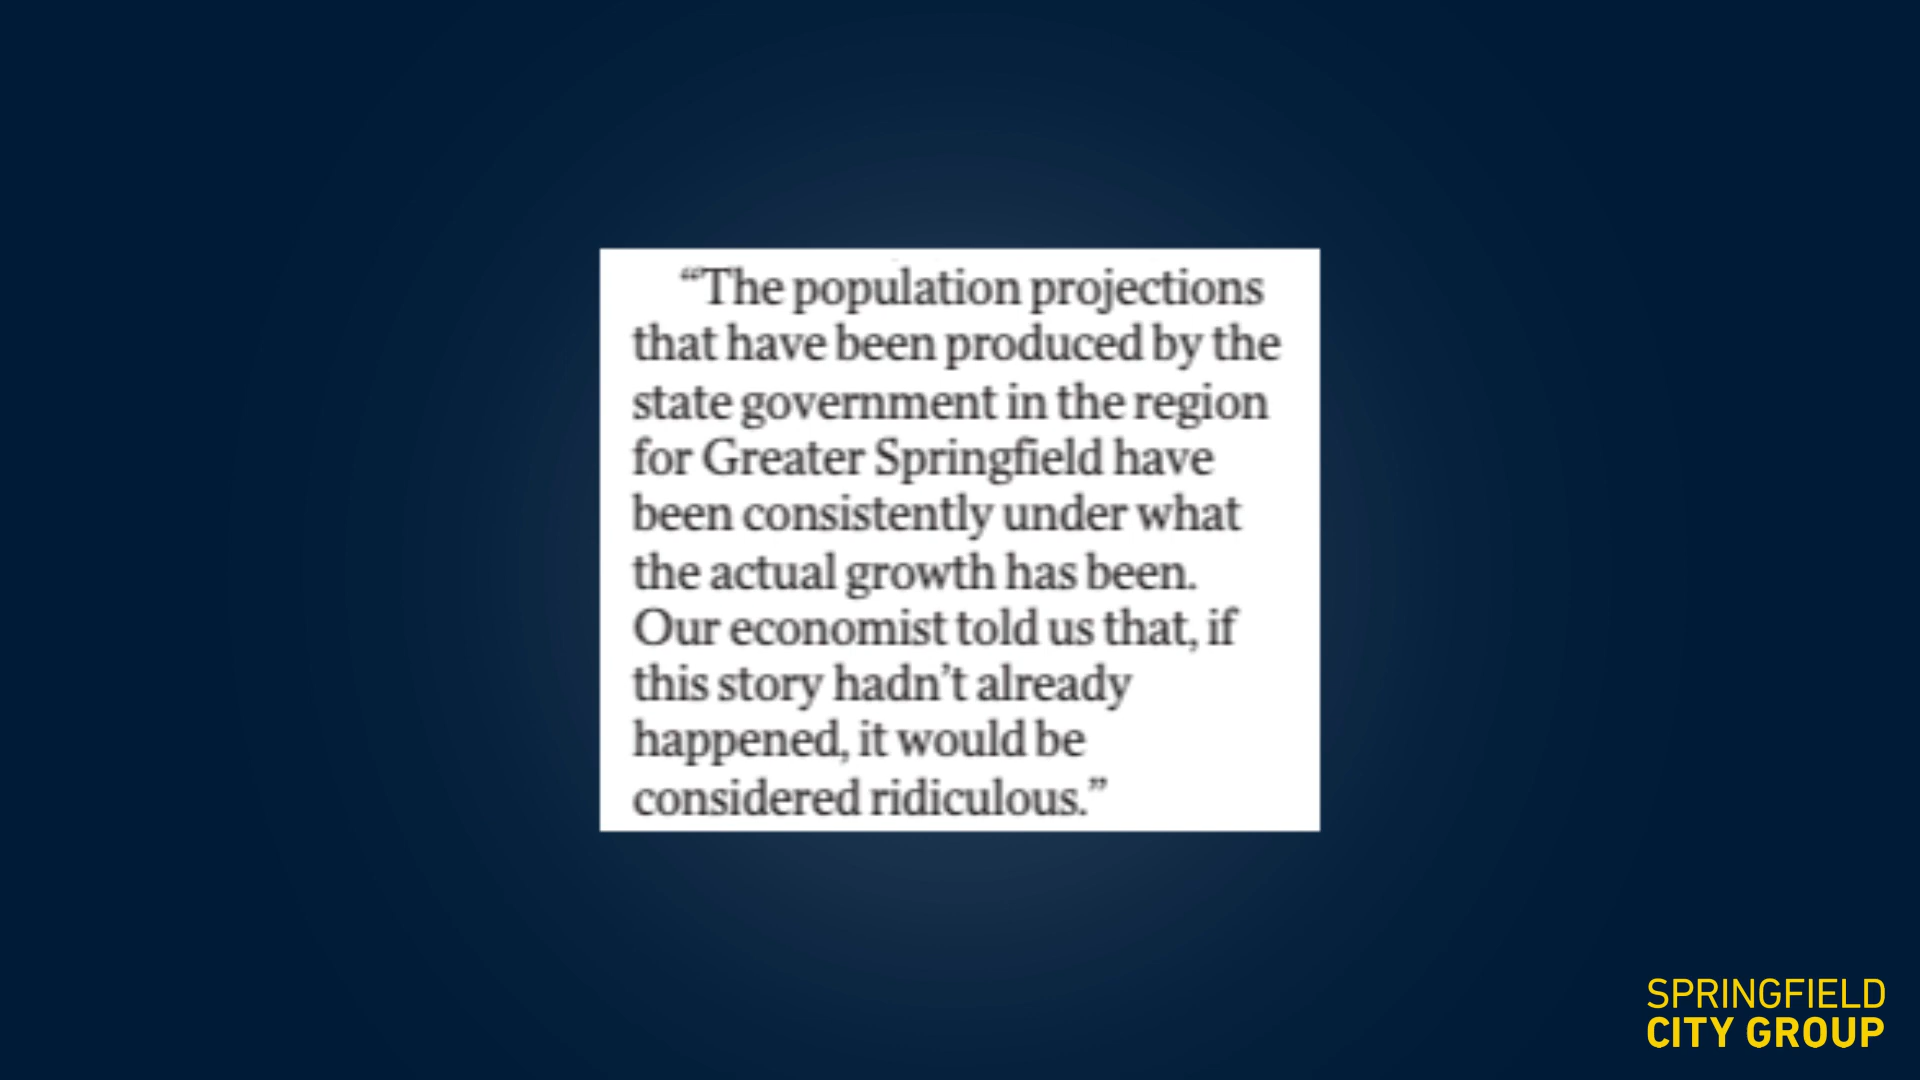 “The population projections
that have been produced by the
state government in the region
for Greater Springfield have
been consistently under what
the actual growth has been.
Our economist told us that, if
this story hadn’t already
happened, it would be
considered ridiculous.”
SPRINGFIELD
CITY GROUP